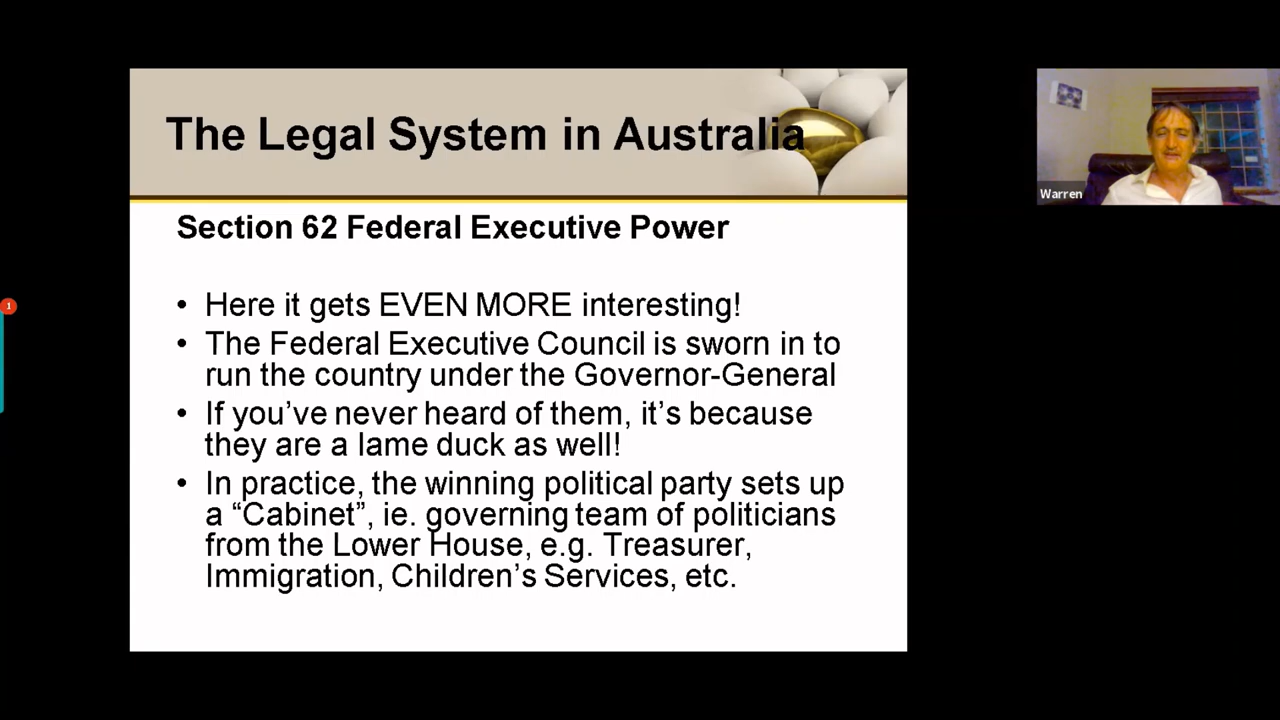 The Legal System in Australia
Section 62 Federal Executive Power
• Here it gets EVEN MORE interesting!
• The Federal Executive Council is sworn in to
run the country under the Governor-General
• If you’ve never heard of them, it’s because
they are a lame duck as well!
• In practice, the winning political party sets up
a “Cabinet”, ie. governing team of politicians
from the Lower House, e.g. Treasurer,
Immigration, Children’s Services, etc.
Warren
1